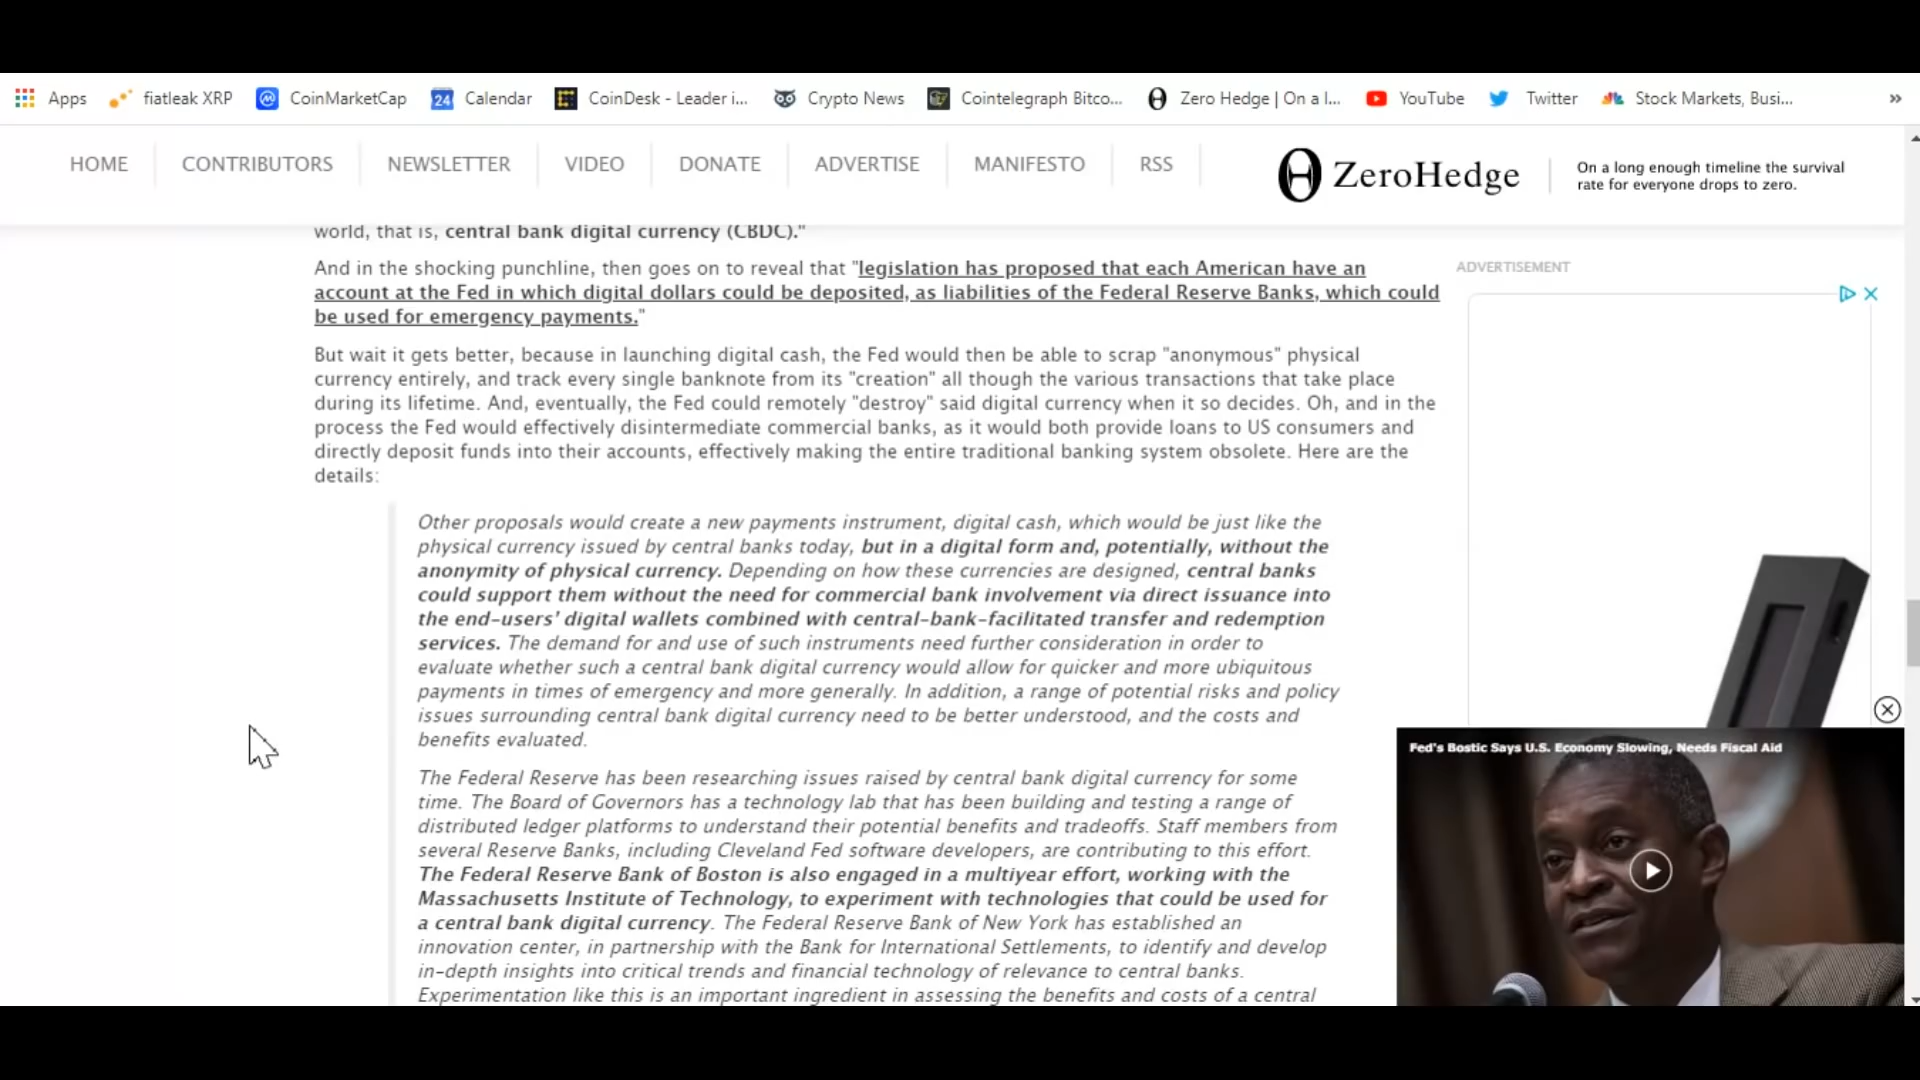 Apps fiatleak XRP CoinMarketCap 24 Calendar CoinDesk - Leader i... Crypto News Cointelegraph Bitco... Zero Hedge | On a l... YouTube Twitter Stock Markets, Busi... »
HOME CONTRIBUTORS NEWSLETTER VIDEO DONATE ADVERTISE MANIFESTO RSS
ZeroHedge
On a long enough timeline the survival
rate for everyone drops to zero.
world, that is, central bank digital currency (CBDC)."
And in the shocking punchline, then goes on to reveal that "legislation has proposed that each American have an
account at the Fed in which digital dollars could be deposited, as liabilities of the Federal Reserve Banks, which could
be used for emergency payments."
But wait it gets better, because in launching digital cash, the Fed would then be able to scrap "anonymous" physical
currency entirely, and track every single banknote from its "creation" all though the various transactions that take place
during its lifetime. And, eventually, the Fed could remotely "destroy" said digital currency when it so decides. Oh, and in the
process the Fed would effectively disintermediate commercial banks, as it would both provide loans to US consumers and
directly deposit funds into their accounts, effectively making the entire traditional banking system obsolete. Here are the
details:
Other proposals would create a new payments instrument, digital cash, which would be just like the
physical currency issued by central banks today, but in a digital form and, potentially, without the
anonymity of physical currency. Depending on how these currencies are designed, central banks
could support them without the need for commercial bank involvement via direct issuance into
the end-users' digital wallets combined with central-bank-facilitated transfer and redemption
services. The demand for and use of such instruments need further consideration in order to
evaluate whether such a central bank digital currency would allow for quicker and more ubiquitous
payments in times of emergency and more generally. In addition, a range of potential risks and policy
issues surrounding central bank digital currency need to be better understood, and the costs and
benefits evaluated.
The Federal Reserve has been researching issues raised by central bank digital currency for some
time. The Board of Governors has a technology lab that has been building and testing a range of
distributed ledger platforms to understand their potential benefits and tradeoffs. Staff members from
several Reserve Banks, including Cleveland Fed software developers, are contributing to this effort.
The Federal Reserve Bank of Boston is also engaged in a multiyear effort, working with the
Massachusetts Institute of Technology, to experiment with technologies that could be used for
a central bank digital currency. The Federal Reserve Bank of New York has established an
innovation center, in partnership with the Bank for International Settlements, to identify and develop
in-depth insights into critical trends and financial technology of relevance to central banks.
Experimentation like this is an important ingredient in assessing the benefits and costs of a central
ADVERTISEMENT
Fed's Bostic Says U.S. Economy Slowing, Needs Fiscal Aid